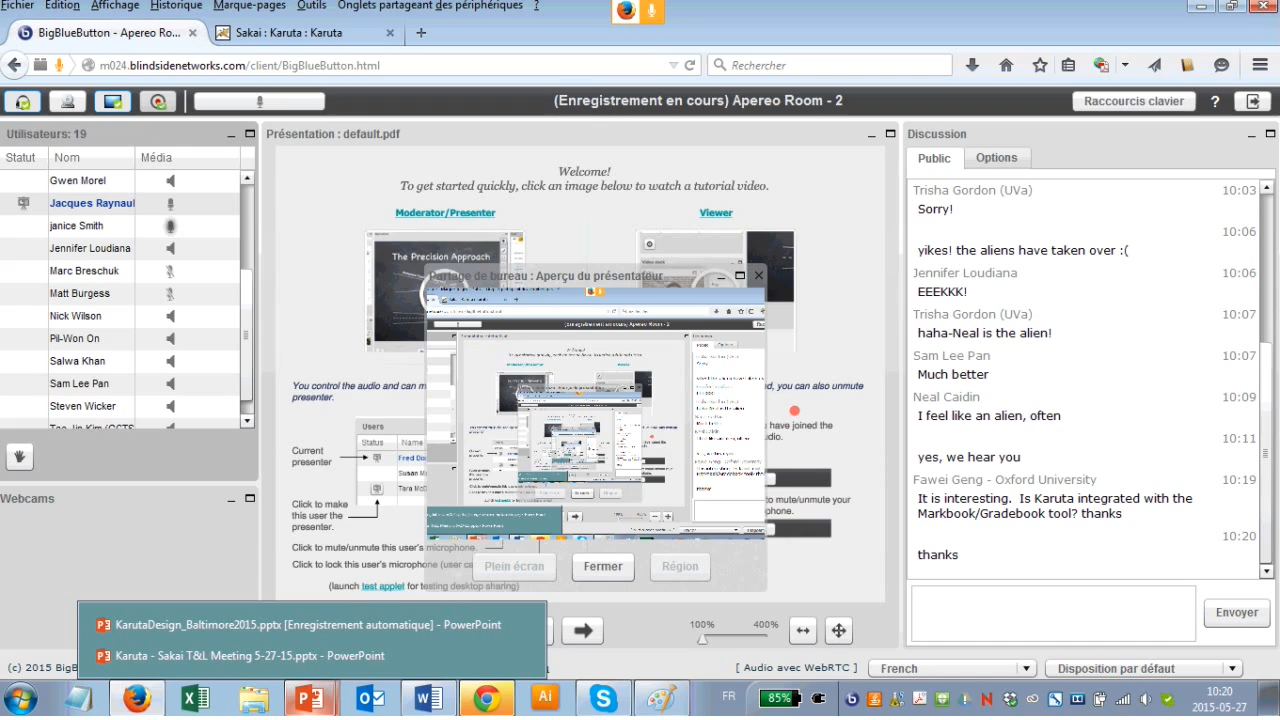 Fichier Edition Affichage Historique Marque-pages Outils Onglets partageant des périphériques ?
BigBlueButton - Apereo Ro...
Sakai : Karuta : Karuta
m024.blindsidenetworks.com/client/BigBlueButton.html
Rechercher
(Enregistrement en cours) Apereo Room - 2
Raccourcis clavier
?
Utilisateurs: 19
Statut Nom Média
Gwen Morel
Jacques Raynaul
janice Smith
Jennifer Loudiana
Marc Breschuk
Matt Burgess
Nick Wilson
Pil-Won On
Salwa Khan
Sam Lee Pan
Steven Wicker
Webcams
Présentation : default.pdf
Welcome!
To get started quickly, click an image below to watch a tutorial video.
Moderator/Presenter
Viewer
The Precision Approach
Partage de bureau : Aperçu du présentateur
(Enregistrement en cours) Apereo Room - 2
You control the audio and can m
, you can also unmute
presenter.
have joined the
Users
Status Name
Current
presenter
Fred Da
Susan M
Tara Mc
Click to make
this user the
presenter.
to mute/unmute your
Click to mute/unmute this user's microphone.
Click to lock this user's microphone (user ca
(launch test applet for testing desktop sharing)
Plein écran
Fermer
Région
100%
400%
Discussion
Public
Options
Trisha Gordon (UVa) 10:03
Sorry!
10:06
yikes! the aliens have taken over :(
Jennifer Loudiana 10:06
EEEKKK!
Trisha Gordon (UVa) 10:07
haha-Neal is the alien!
Sam Lee Pan 10:07
Much better
Neal Caidin 10:09
I feel like an alien, often
10:11
yes, we hear you
Fawei Geng - Oxford University 10:19
It is interesting.  Is Karuta integrated with the
Markbook/Gradebook tool? thanks
10:20
thanks
Envoyer
KarutaDesign_Baltimore2015.pptx [Enregistrement automatique] - PowerPoint
Karuta - Sakai T&L Meeting 5-27-15.pptx - PowerPoint
(c) 2015 BigB
[ Audio avec WebRTC ]
French
Disposition par défaut
FR
85%
10:20
2015-05-27